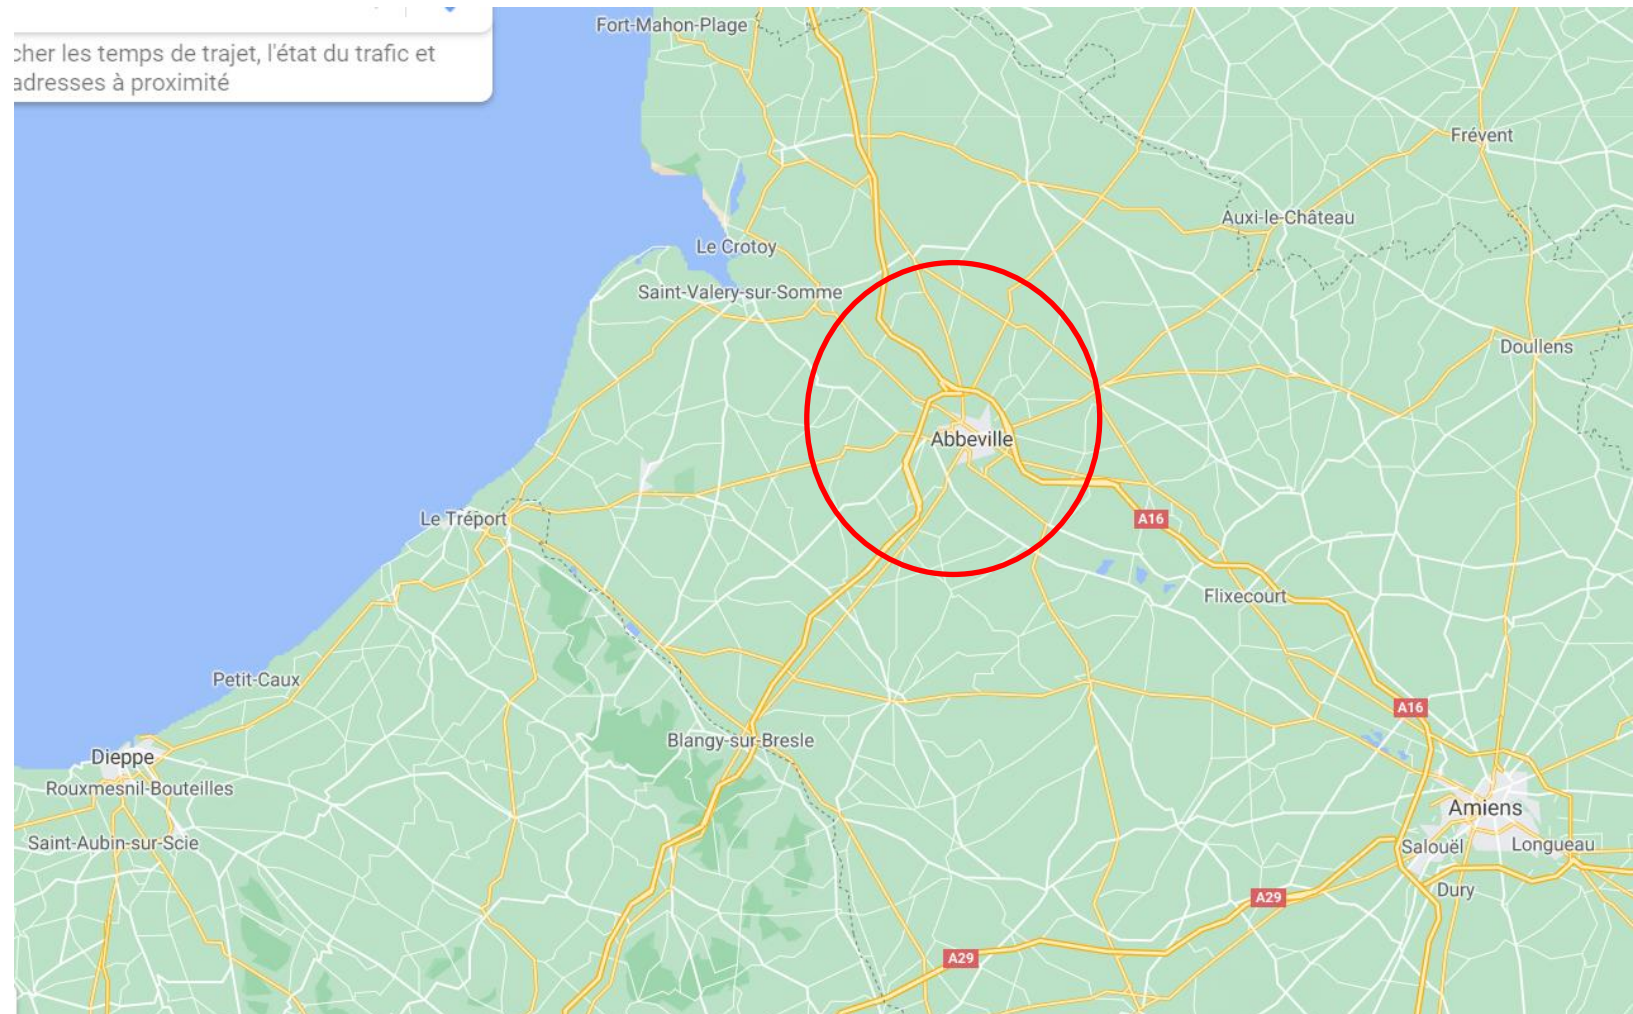 Fort-Mahon-Plage
cher les temps de trajet, l'état du trafic et
adresses à proximité
Frévent
Auxi-le-Château
Le Crotoy
Saint-Valery-sur-Somme
Doullens
Abbeville
Le Tréport
A16
Flixecourt
Petit-Caux
A16
Blangy-sur-Bresle
Dieppe
Rouxmesnil-Bouteilles
Amiens
Saint-Aubin-sur-Scie
Salouël
Longueau
Dury
A29
A29